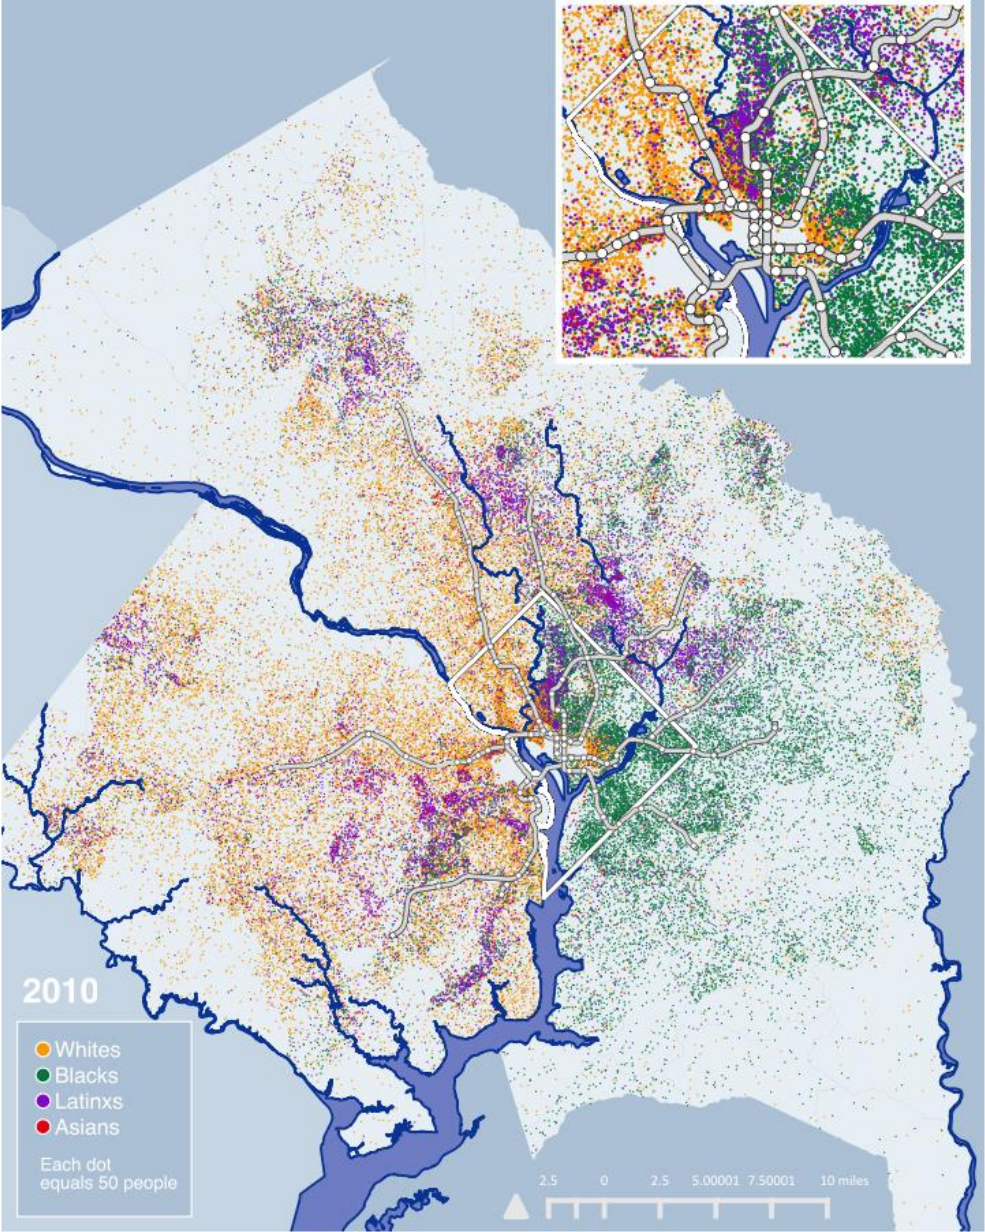 2010
Whites
Blacks
Latinxs
Asians
Each dot
equals 50 people
2.5 0 2.5 5.00001 7.50001 10 miles